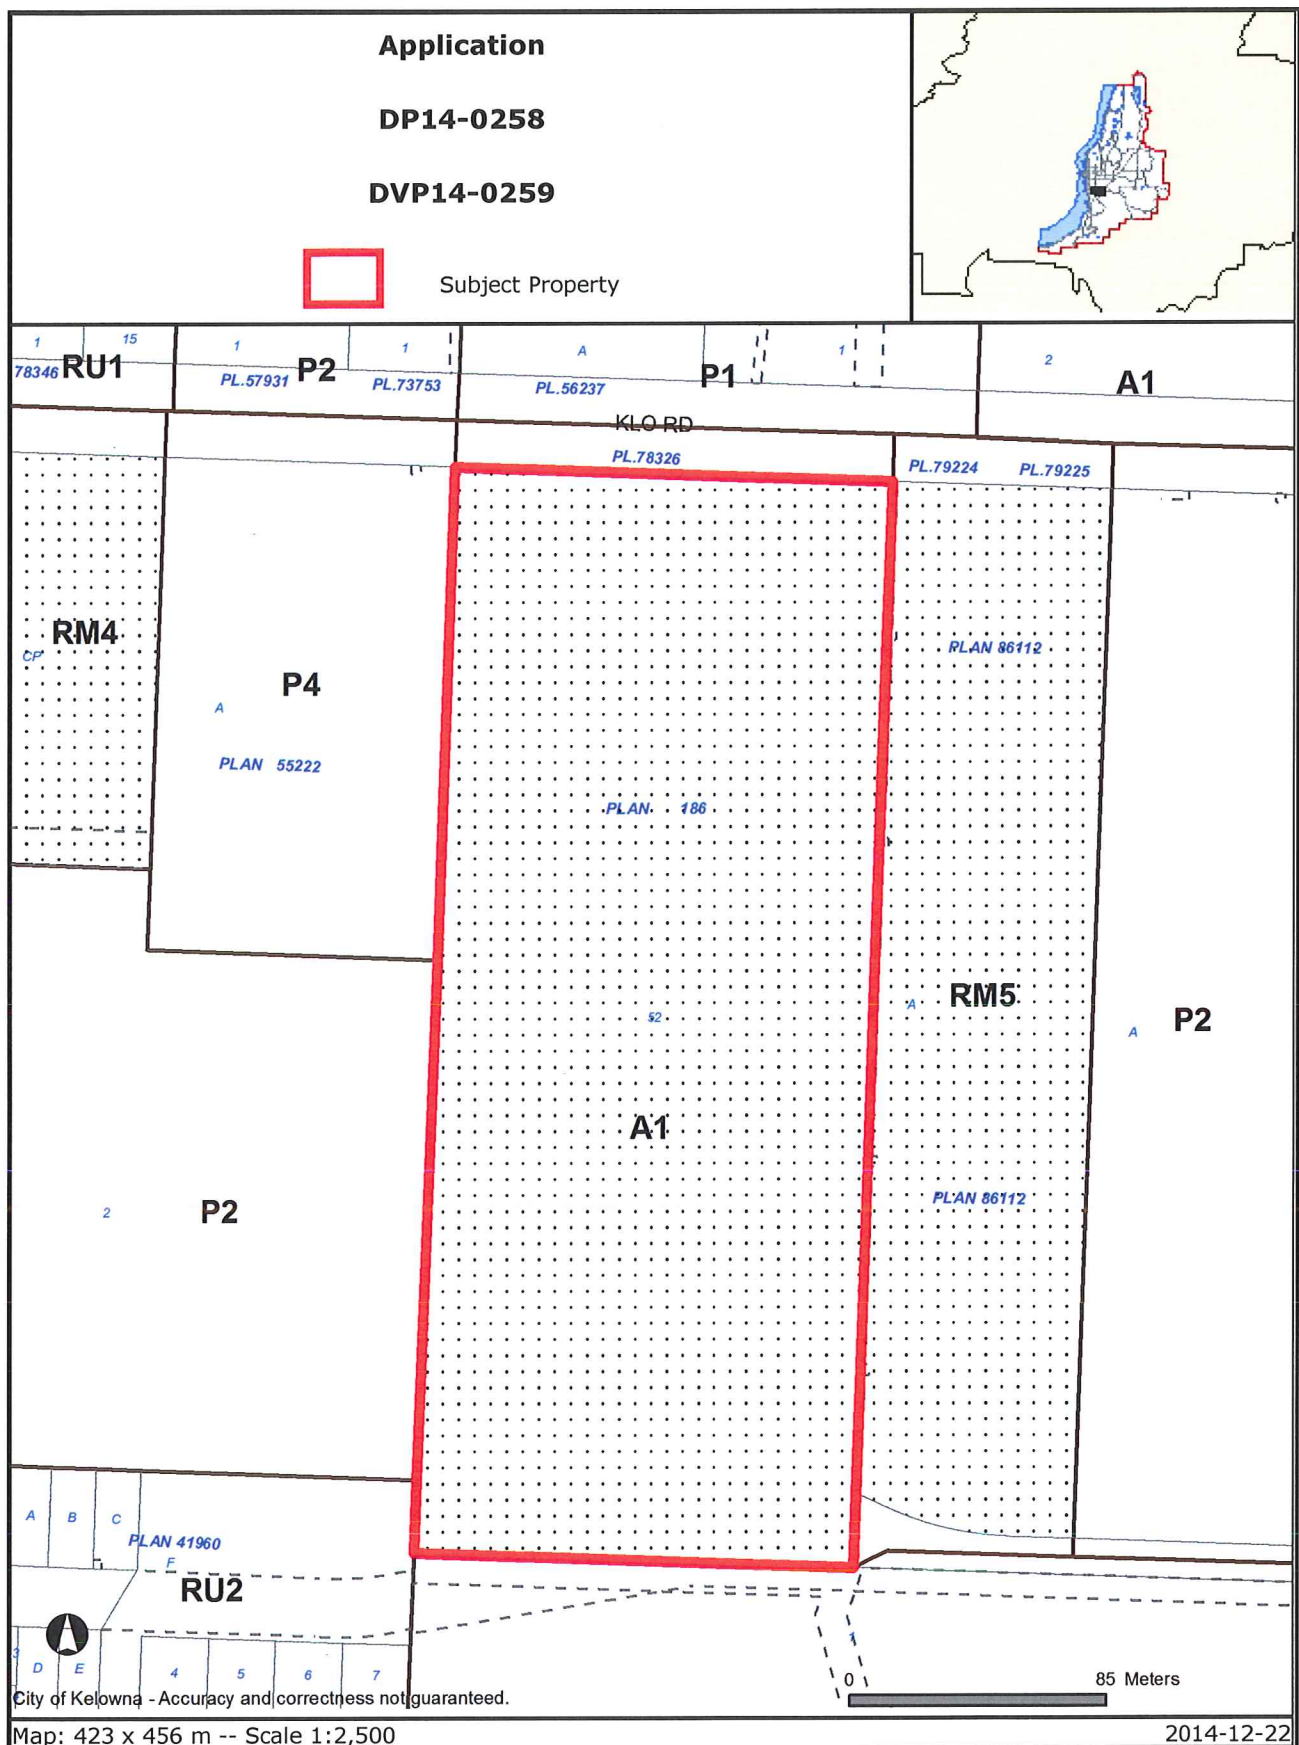 Application
DP14-0258
DVP14-0259
Subject Property
1
15
1
1
A
1
2
78346 RU1
PL.57931
P2
PL.73753
PL.56237
P1
A1
KLO RD
PL.78326
PL.79224
PL.79225
RM4
CP
PLAN 86112
P4
A
PLAN 55222
PLAN 186
RM5
A
52
P2
A
A1
PLAN 86112
2
P2
A
B
C
PLAN 41960
F
RU2
1
3
D
E
4
5
6
7
0
85 Meters
City of Kelowna - Accuracy and correctness not guaranteed.
Map: 423 x 456 m -- Scale 1:2,500
2014-12-22